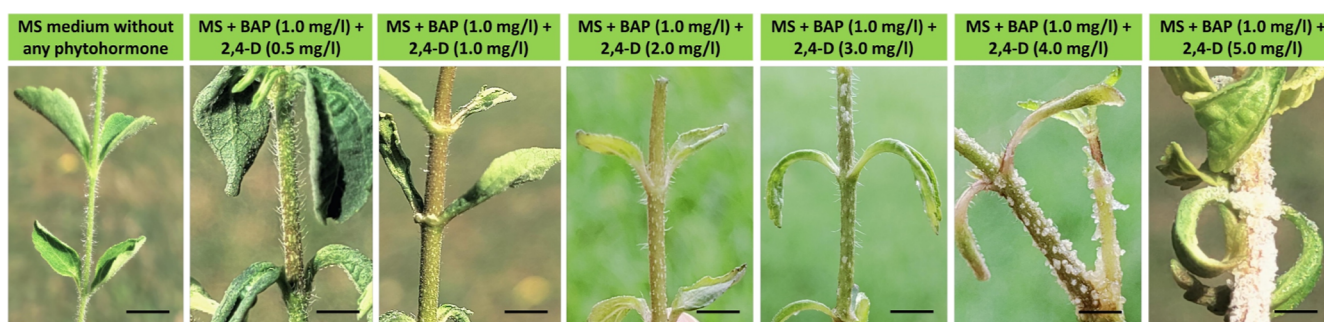 MS medium without
any phytohormone
MS + BAP (1.0 mg/l) +
2,4-D (0.5 mg/l)
MS + BAP (1.0 mg/l) +
2,4-D (1.0 mg/l)
MS + BAP (1.0 mg/l) +
2,4-D (2.0 mg/l)
MS + BAP (1.0 mg/l) +
2,4-D (3.0 mg/l)
MS + BAP (1.0 mg/l) +
2,4-D (4.0 mg/l)
MS + BAP (1.0 mg/l) +
2,4-D (5.0 mg/l)